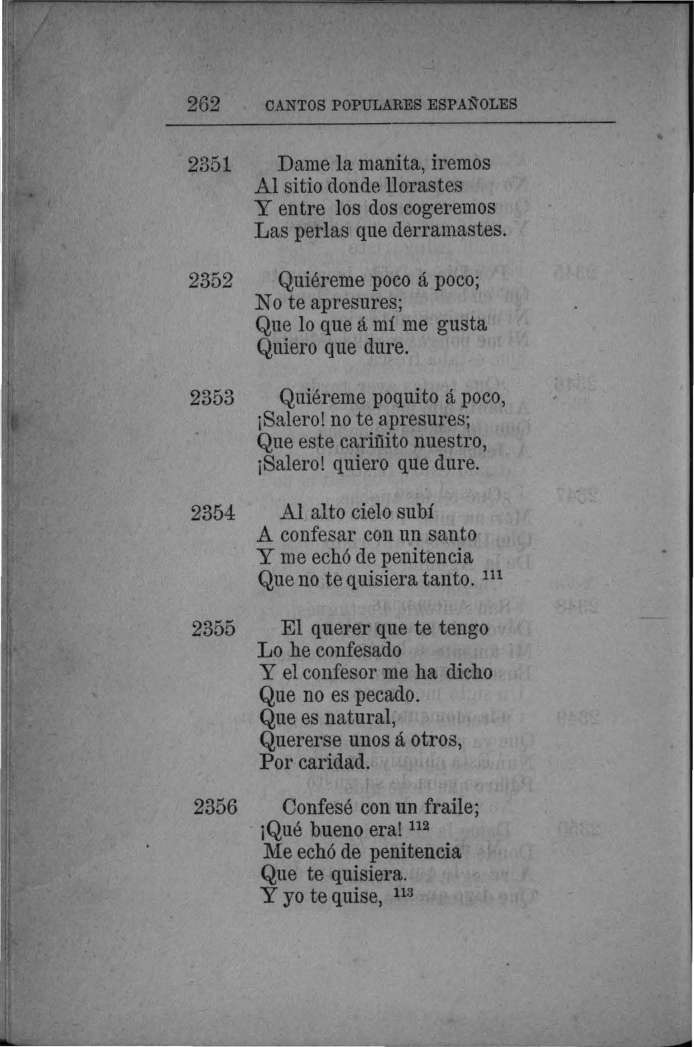 262 CANTOS POPULARES ESPAÑOLES
2351 Dame la manita, iremos
Al sitio donde llorastes
Y entre los dos cogeremos
Las perlas que derramastes.
2352 Quiéreme poco á poco;
No te apresures;
Que lo que á mí me gusta
Quiero que dure.
2353 Quiéreme poquito á poco,
¡Salero! no te apresures;
Que este cariñito nuestro,
¡Salero! quiero que dure.
2354 Al alto cielo subí
A confesar con un santo
Y me echó de penitencia
Que no te quisiera tanto. 111
2355 El querer que te tengo
Lo he confesado
Y el confesor me ha dicho
Que no es pecado.
Que es natural,
Quererse unos á otros,
Por caridad.
2356 Confesé con un fraile;
¡Qué bueno era! 112
Me echó de penitencia
Que te quisiera.
Y yo te quise, 113